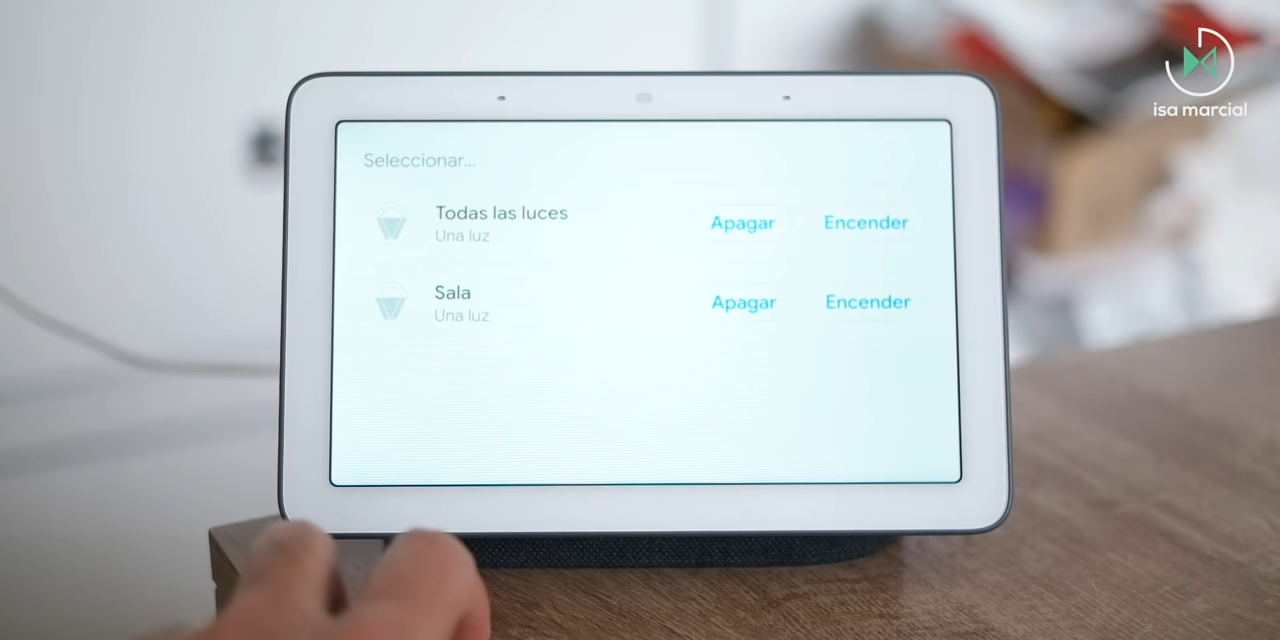 isa marcial
Seleccionar...
Todas las luces
Una luz
Apagar
Encender
Sala
Una luz
Apagar
Encender